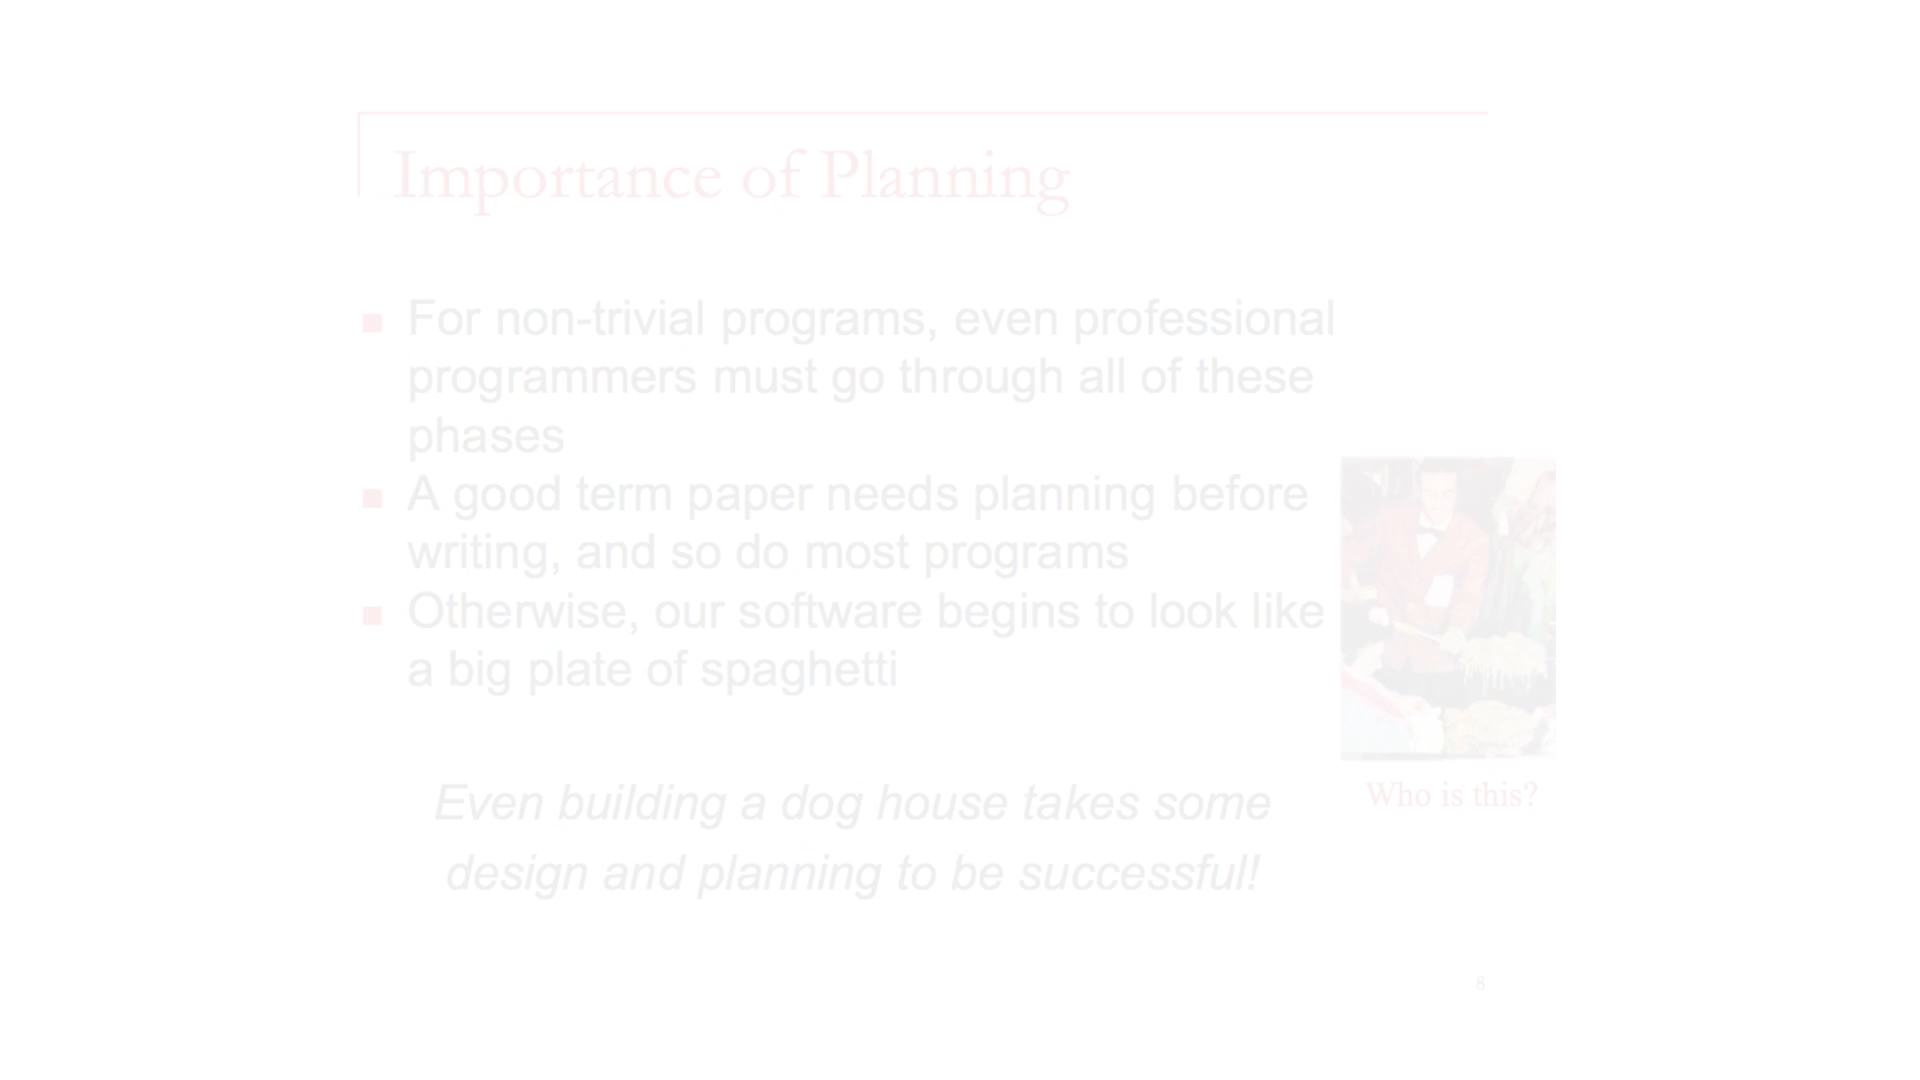 Importance of Planning
For non-trivial programs, even professional
programmers must go through all of these
phases
A good term paper needs planning before
writing, and so do most programs
Otherwise, our software begins to look like
a big plate of spaghetti
Who is this?
Even building a dog house takes some
design and planning to be successful!
8